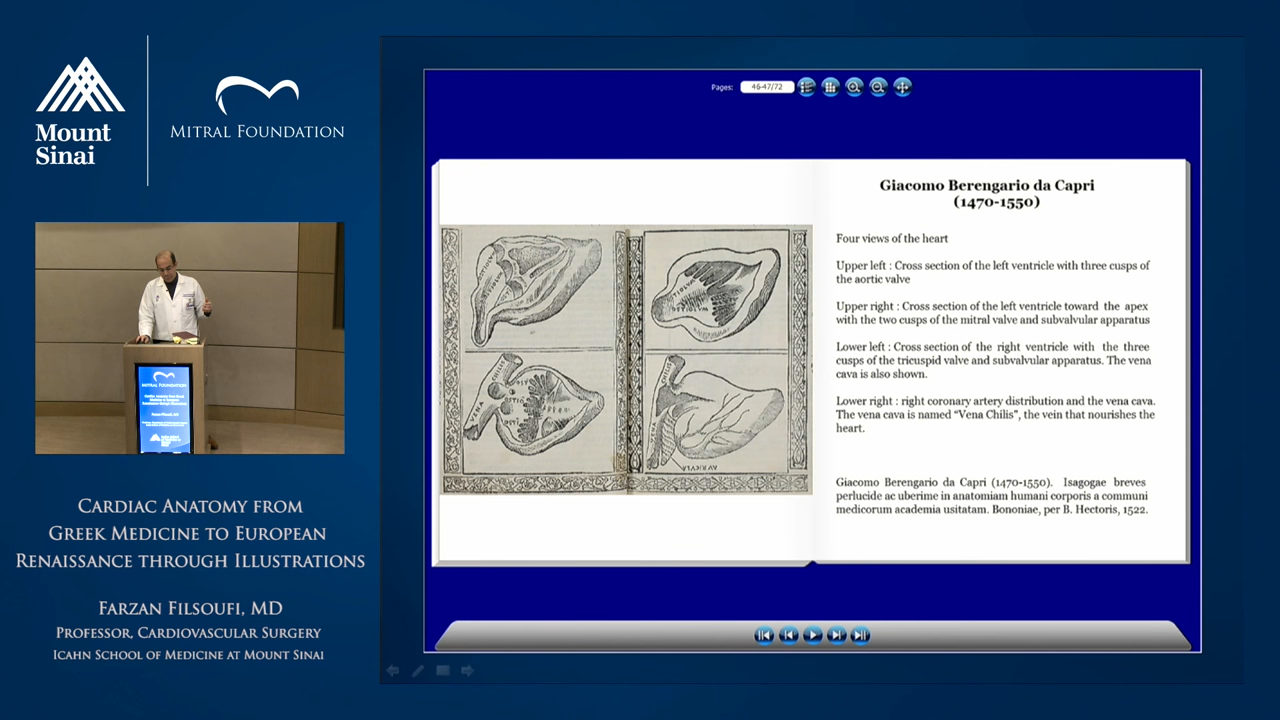 Mount
Sinai
MITRAL FOUNDATION
MITRAL FOUNDATION
CARDIAC ANATOMY FROM
GREEK MEDICINE TO EUROPEAN
RENAISSANCE THROUGH ILLUSTRATIONS
FARZAN FILSOUFI, MD
PROFESSOR, CARDIOVASCULAR SURGERY
ICAHN SCHOOL OF MEDICINE AT MOUNT SINAI
Pages: 46-47/72
Giacomo Berengario da Capri
(1470-1550)
Four views of the heart
Upper left : Cross section of the left ventricle with three cusps of
the aortic valve
Upper right : Cross section of the left ventricle toward the apex
with the two cusps of the mitral valve and subvalvular apparatus
Lower left : Cross section of the right ventricle with the three
cusps of the tricuspid valve and subvalvular apparatus. The vena
cava is also shown.
Lower right : right coronary artery distribution and the vena cava.
The vena cava is named “Vena Chilis”, the vein that nourishes the
heart.
Giacomo Berengario da Capri (1470-1550). Isagogae breves
perlucide ac uberime in anatomiam humani corporis a communi
medicorum academia usitatam. Bononiae, per B. Hectoris, 1522.